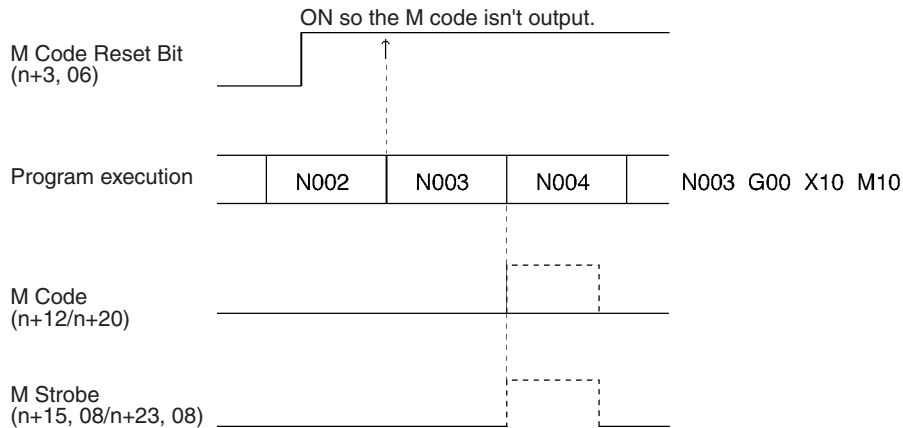 ON so the M code isn't output.
M Code Reset Bit
(n+3, 06)
Program execution
N002 N003 N004 N003 G00 X10 M10
M Code
(n+12/n+20)
M Strobe
(n+15, 08/n+23, 08)